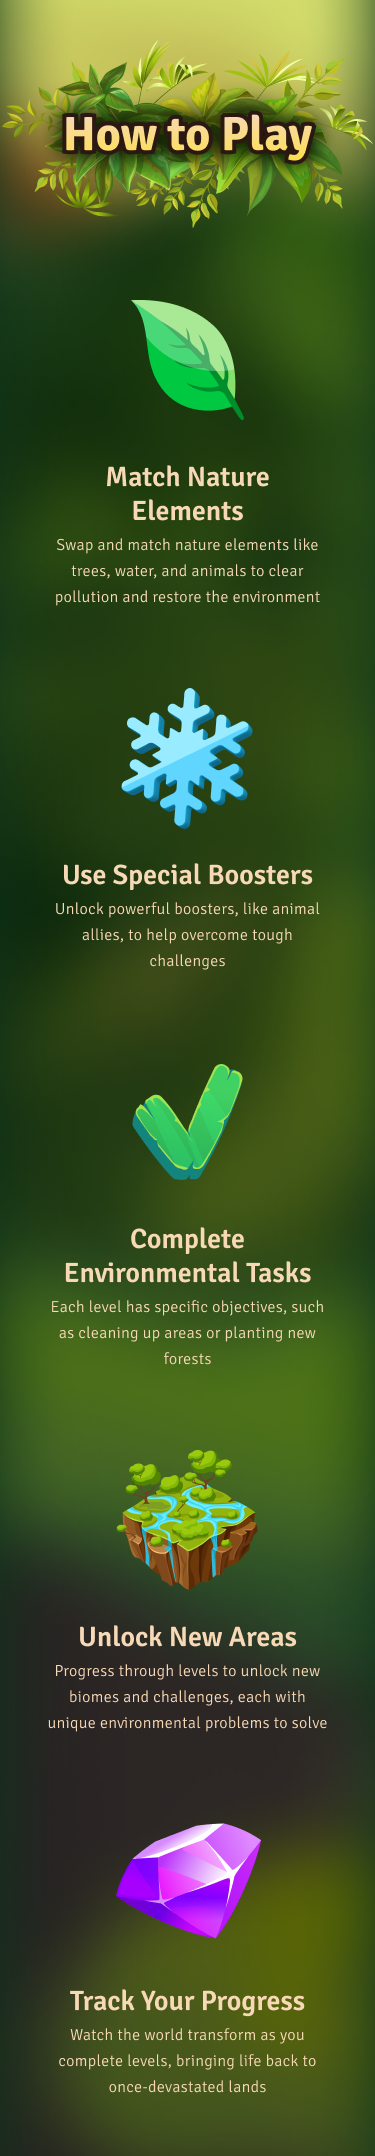 How to Play
Match Nature
Elements
Swap and match nature elements like
trees, water, and animals to clear
pollution and restore the environment
Use Special Boosters
Unlock powerful boosters, like animal
allies, to help overcome tough
challenges
Complete
Environmental Tasks
Each level has specific objectives, such
as cleaning up areas or planting new
forests
Unlock New Areas
Progress through levels to unlock new
biomes and challenges, each with
unique environmental problems to solve
Track Your Progress
Watch the world transform as you
complete levels, bringing life back to
once-devastated lands